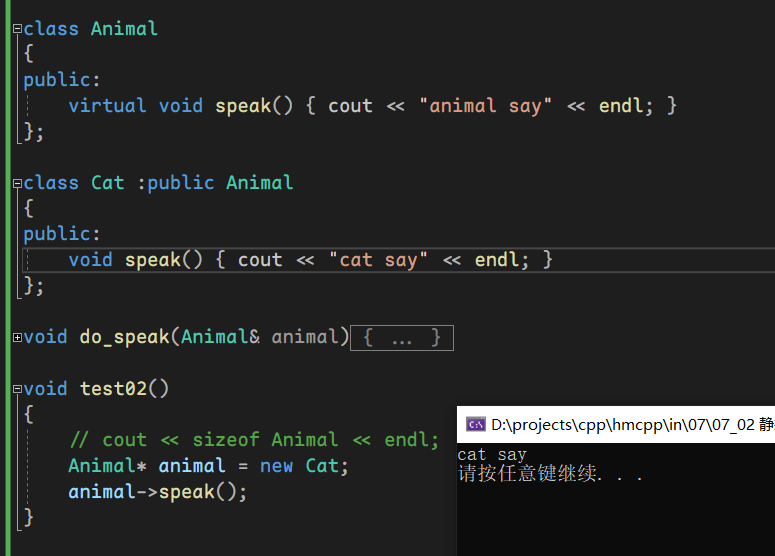 class Animal
{
public:
    virtual void speak() { cout << "animal say" << endl; }
};
class Cat :public Animal
{
public:
    void speak() { cout << "cat say" << endl; }
};
void do_speak(Animal& animal){ ... }
void test02()
{
    // cout << sizeof Animal << endl;
    Animal* animal = new Cat;
    animal->speak();
}
D:\projects\cpp\hmcpp\in\07\07_02 静
cat say
请按任意键继续. . .